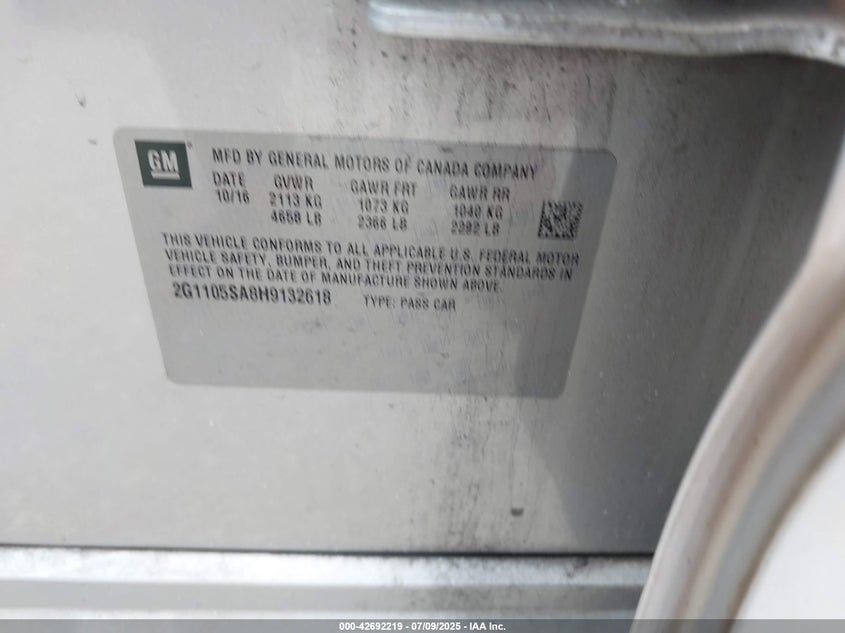 GM
MFD BY GENERAL MOTORS OF CANADA COMPANY
DATE GVWR GAWR FRT GAWR RR
10/16 2113 KG 1073 KG 1040 KG
4658 LB 2366 LB 2292 LB
THIS VEHICLE CONFORMS TO ALL APPLICABLE U.S. FEDERAL MOTOR
VEHICLE SAFETY, BUMPER, AND THEFT PREVENTION STANDARDS IN
EFFECT ON THE DATE OF MANUFACTURE SHOWN ABOVE.
2G1105SA8H9132618 TYPE: PASS CAR
000-42692219 - 07/09/2025 - IAA Inc.